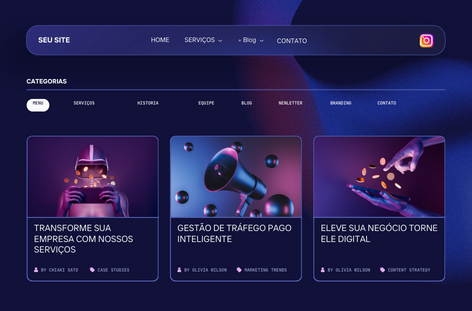 SEU SITE
HOME
SERVIÇOS
Blog
CONTATO
CATEGORIAS
MENU
SERVIÇOS
HISTORIA
EQUIPE
BLOG
NEWLETTER
BRANDING
CONTATO
TRANSFORME SUA
EMPRESA COM NOSSOS
SERVIÇOS
BY CHIAKI SATO
CASE STUDIES
GESTÃO DE TRÁFEGO PAGO
INTELIGENTE
BY OLIVIA WILSON
MARKETING TRENDS
ELEVE SUA NEGÓCIO TORNE
ELE DIGITAL
BY OLIVIA WILSON
CONTENT STRATEGY